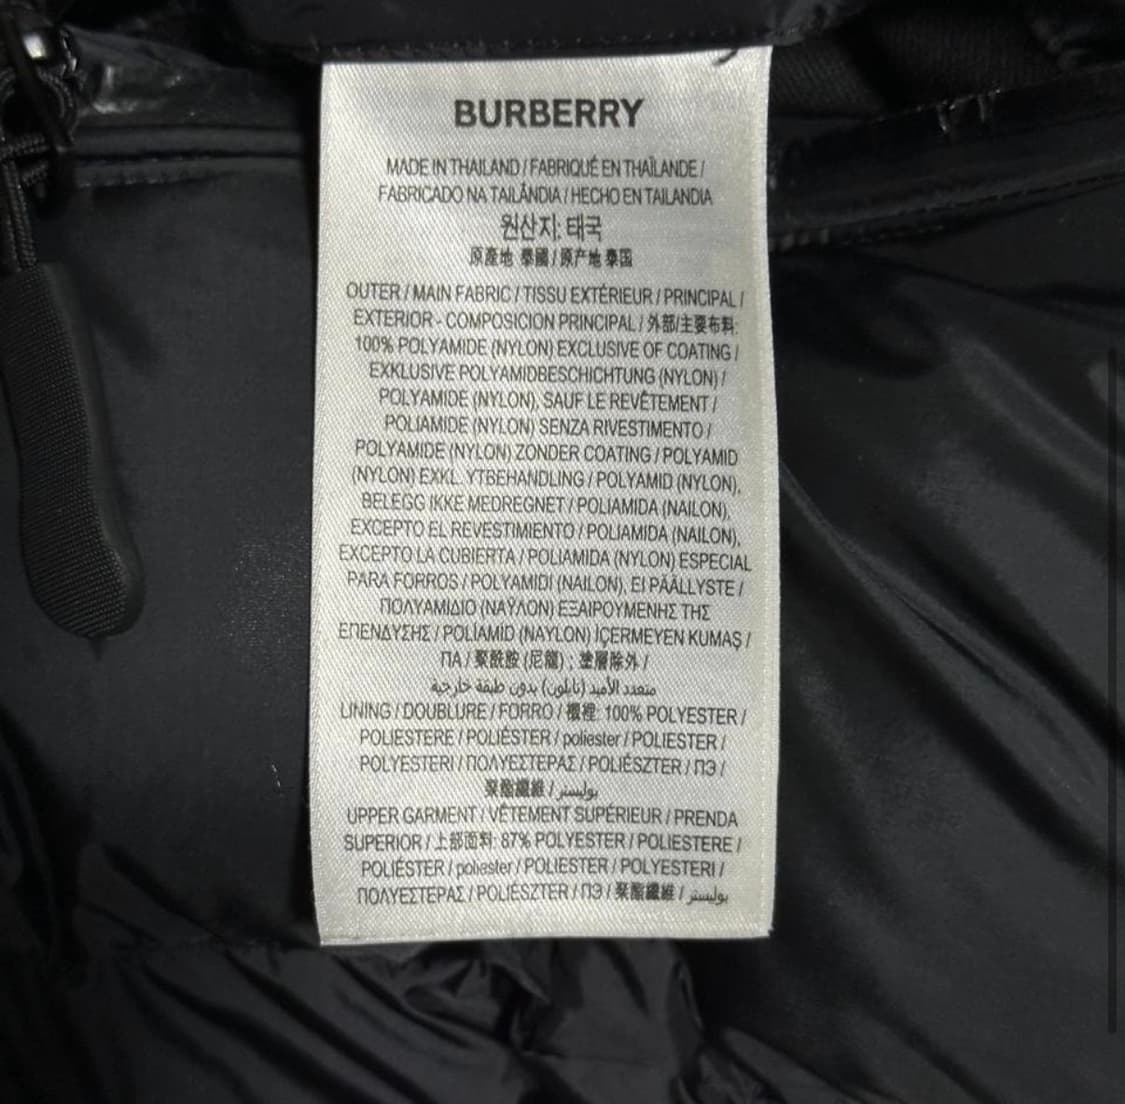 BURBERRY
MADE IN THAILAND / FABRIQUÉ EN THAÏLANDE /
FABRICADO NA TAILÂNDIA / HECHO EN TAILANDIA
원산지: 태국
原產地 泰國 / 原产地 泰国
OUTER / MAIN FABRIC / TISSU EXTÉRIEUR / PRINCIPAL /
EXTERIOR - COMPOSICION PRINCIPAL / 外部/主要布料:
100% POLYAMIDE (NYLON) EXCLUSIVE OF COATING /
EXKLUSIVE POLYAMIDBESCHICHTUNG (NYLON) /
POLYAMIDE (NYLON), SAUF LE REVÊTEMENT /
POLIAMIDE (NYLON) SENZA RIVESTIMENTO /
POLYAMIDE (NYLON) ZONDER COATING / POLYAMID
(NYLON) EXKL. YTBEHANDLING / POLYAMID (NYLON),
BELEGG IKKE MEDREGNET / POLIAMIDA (NAILON),
EXCEPTO EL REVESTIMIENTO / POLIAMIDA (NAILON),
EXCEPTO LA CUBIERTA / POLIAMIDA (NYLON) ESPECIAL
PARA FORROS / POLYAMIDI (NAILON), EI PÄÄLLYSTE /
ΠΟΛΥΑΜΙΔΙΟ (ΝΑΫΛΟΝ) ΕΞΑΙΡΟΥΜΕΝΗΣ ΤΗΣ
ΕΠΕΝΔΥΣΗΣ / POLİAMİD (NAYLON) İÇERMEYEN KUMAŞ /
ПА / 聚酰胺 (尼龍) ; 塗層除外 /
متعدد الأميد (نايلون) بدون طبقة خارجية
LINING / DOUBLURE / FORRO / 襯裡: 100% POLYESTER /
POLIESTERE / POLIÉSTER / poliester / POLIESTER /
POLYESTERI / ΠΟΛΥΕΣΤΕΡΑΣ / POLIÉSZTER / ПЭ /
聚酯纖維 / بوليستر
UPPER GARMENT / VÊTEMENT SUPÉRIEUR / PRENDA
SUPERIOR / 上部面料: 87% POLYESTER / POLIESTERE /
POLIÉSTER / poliester / POLIESTER / POLYESTERI /
ΠΟΛΥΕΣΤΕΡΑΣ / POLIÉSZTER / ПЭ / 聚酯纖維 / بوليستر